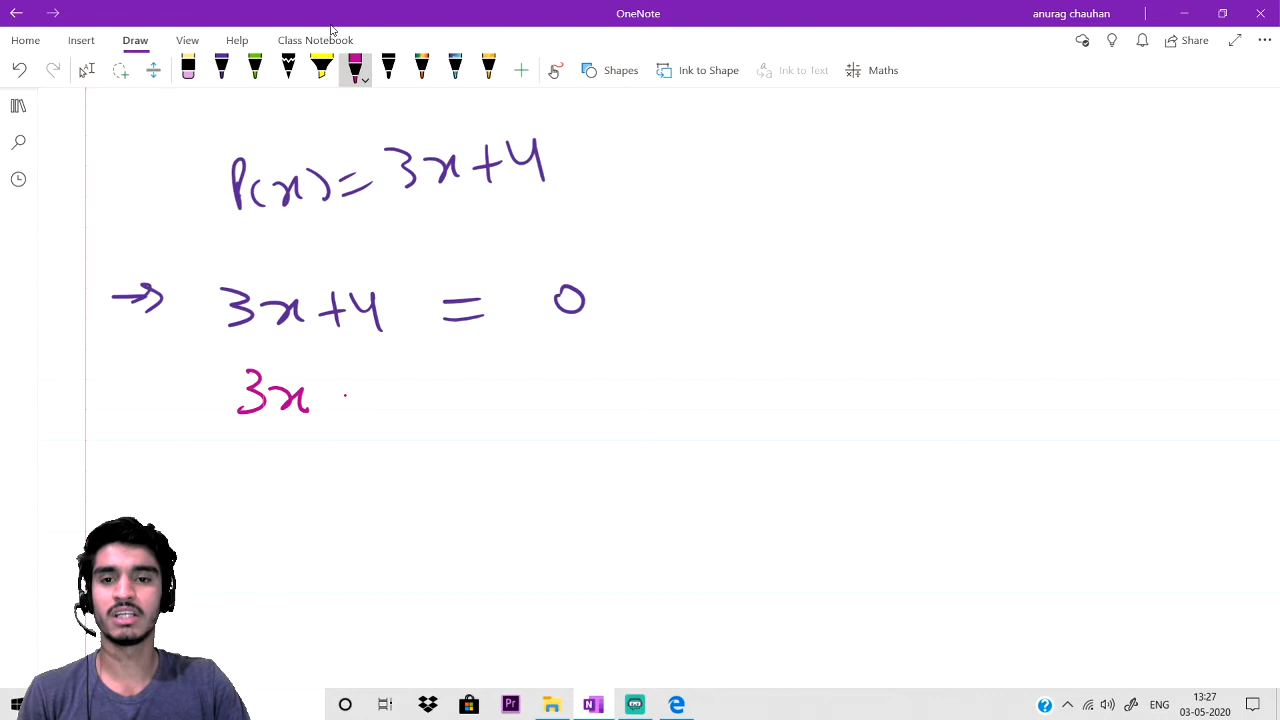 OneNote
anurag chauhan
Home Insert Draw View Help Class Notebook
Share
Shapes Ink to Shape Ink to Text Maths
P(x) = 3x+4
→ 3x+4 = 0
3x
Pr N
ENG
13:27
03-05-2020